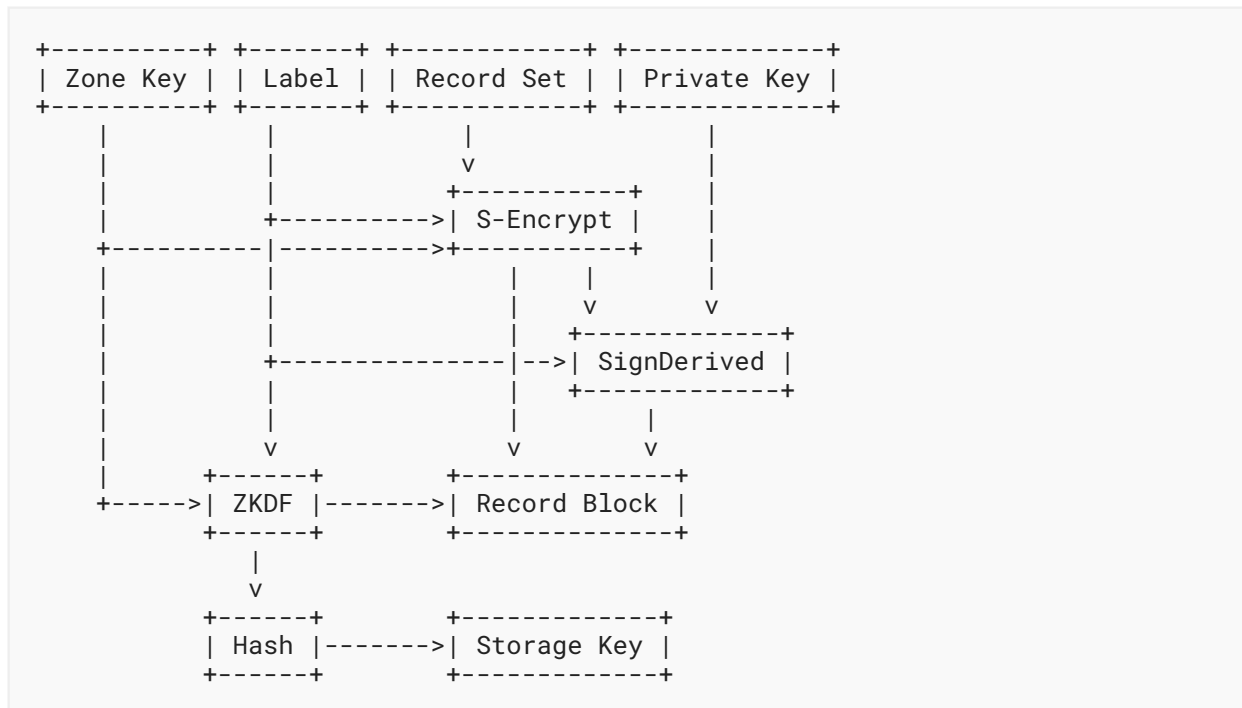 Zone Key Label Record Set Private Key
S-Encrypt
SignDerived
ZKDF Record Block
Hash Storage Key